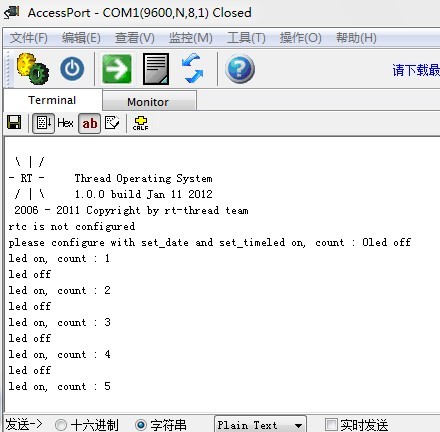 AccessPort - COM1(9600,N,8,1) Closed
文件(F) 编辑(E) 查看(V) 监控(M) 工具(T) 操作(O) 帮助(H)
请下载最
Terminal Monitor
Hex ab CRLF
\ | /
- RT - Thread Operating System
/ | \ 1.0.0 build Jan 11 2012
2006 - 2011 Copyright by rt-thread team
rtc is not configured
please configure with set_date and set_timeled on, count : 0led off
led on, count : 1
led off
led on, count : 2
led off
led on, count : 3
led off
led on, count : 4
led off
led on, count : 5
发送-> 十六进制 字符串 Plain Text 实时发送